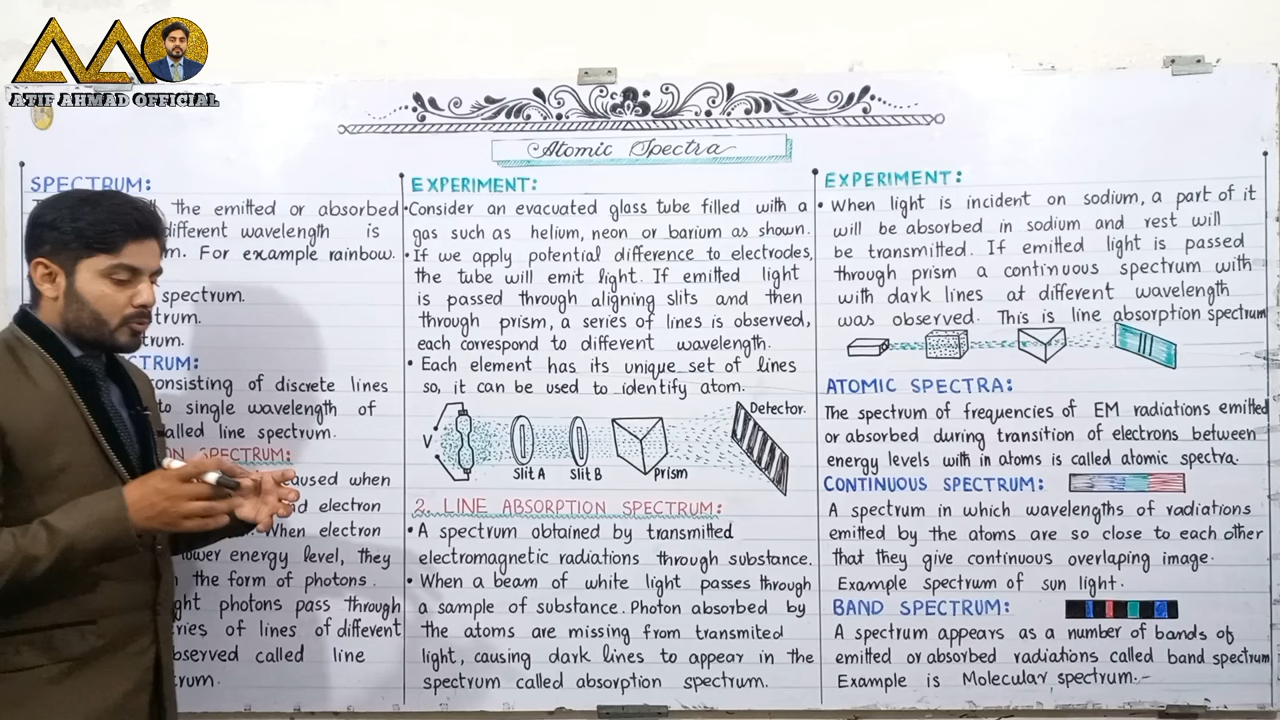 ATIF AHMAD OFFICIAL
Atomic Spectra
SPECTRUM:
the emitted or absorbed
different wavelength is
For example rainbow.
spectrum.
consisting of discrete lines
to single wavelength of
called line spectrum.
SPECTRUM:
caused when
electron
When electron
lower energy level, they
the form of photons.
photons pass through
of lines of different
observed called line
EXPERIMENT:
• Consider an evacuated glass tube filled with a
gas such as helium, neon or barium as shown.
• If we apply potential difference to electrodes,
the tube will emit light. If emitted light
is passed through aligning slits and then
through prism, a series of lines is observed,
each correspond to different wavelength.
• Each element has its unique set of lines
so, it can be used to identify atom.
V
Slit A
Slit B
Prism
Detector.
2. LINE ABSORPTION SPECTRUM:
• A spectrum obtained by transmitted
electromagnetic radiations through substance.
• When a beam of white light passes through
a sample of substance. Photon absorbed by
the atoms are missing from transmited
light, causing dark lines to appear in the
spectrum called absorption spectrum.
EXPERIMENT:
• When light is incident on sodium, a part of it
will be absorbed in sodium and rest will
be transmitted. If emitted light is passed
through prism a continuous spectrum with
with dark lines at different wavelength
was observed. This is line absorption spectrum
ATOMIC SPECTRA:
The spectrum of frequencies of EM radiations emitted
or absorbed during transition of electrons between
energy levels with in atoms is called atomic spectra.
CONTINUOUS SPECTRUM:
A spectrum in which wavelengths of radiations
emitted by the atoms are so close to each other
that they give continuous overlaping image.
Example spectrum of sun light.
BAND SPECTRUM:
A spectrum appears as a number of bands of
emitted or absorbed radiations called band spectrum
Example is Molecular spectrum.-